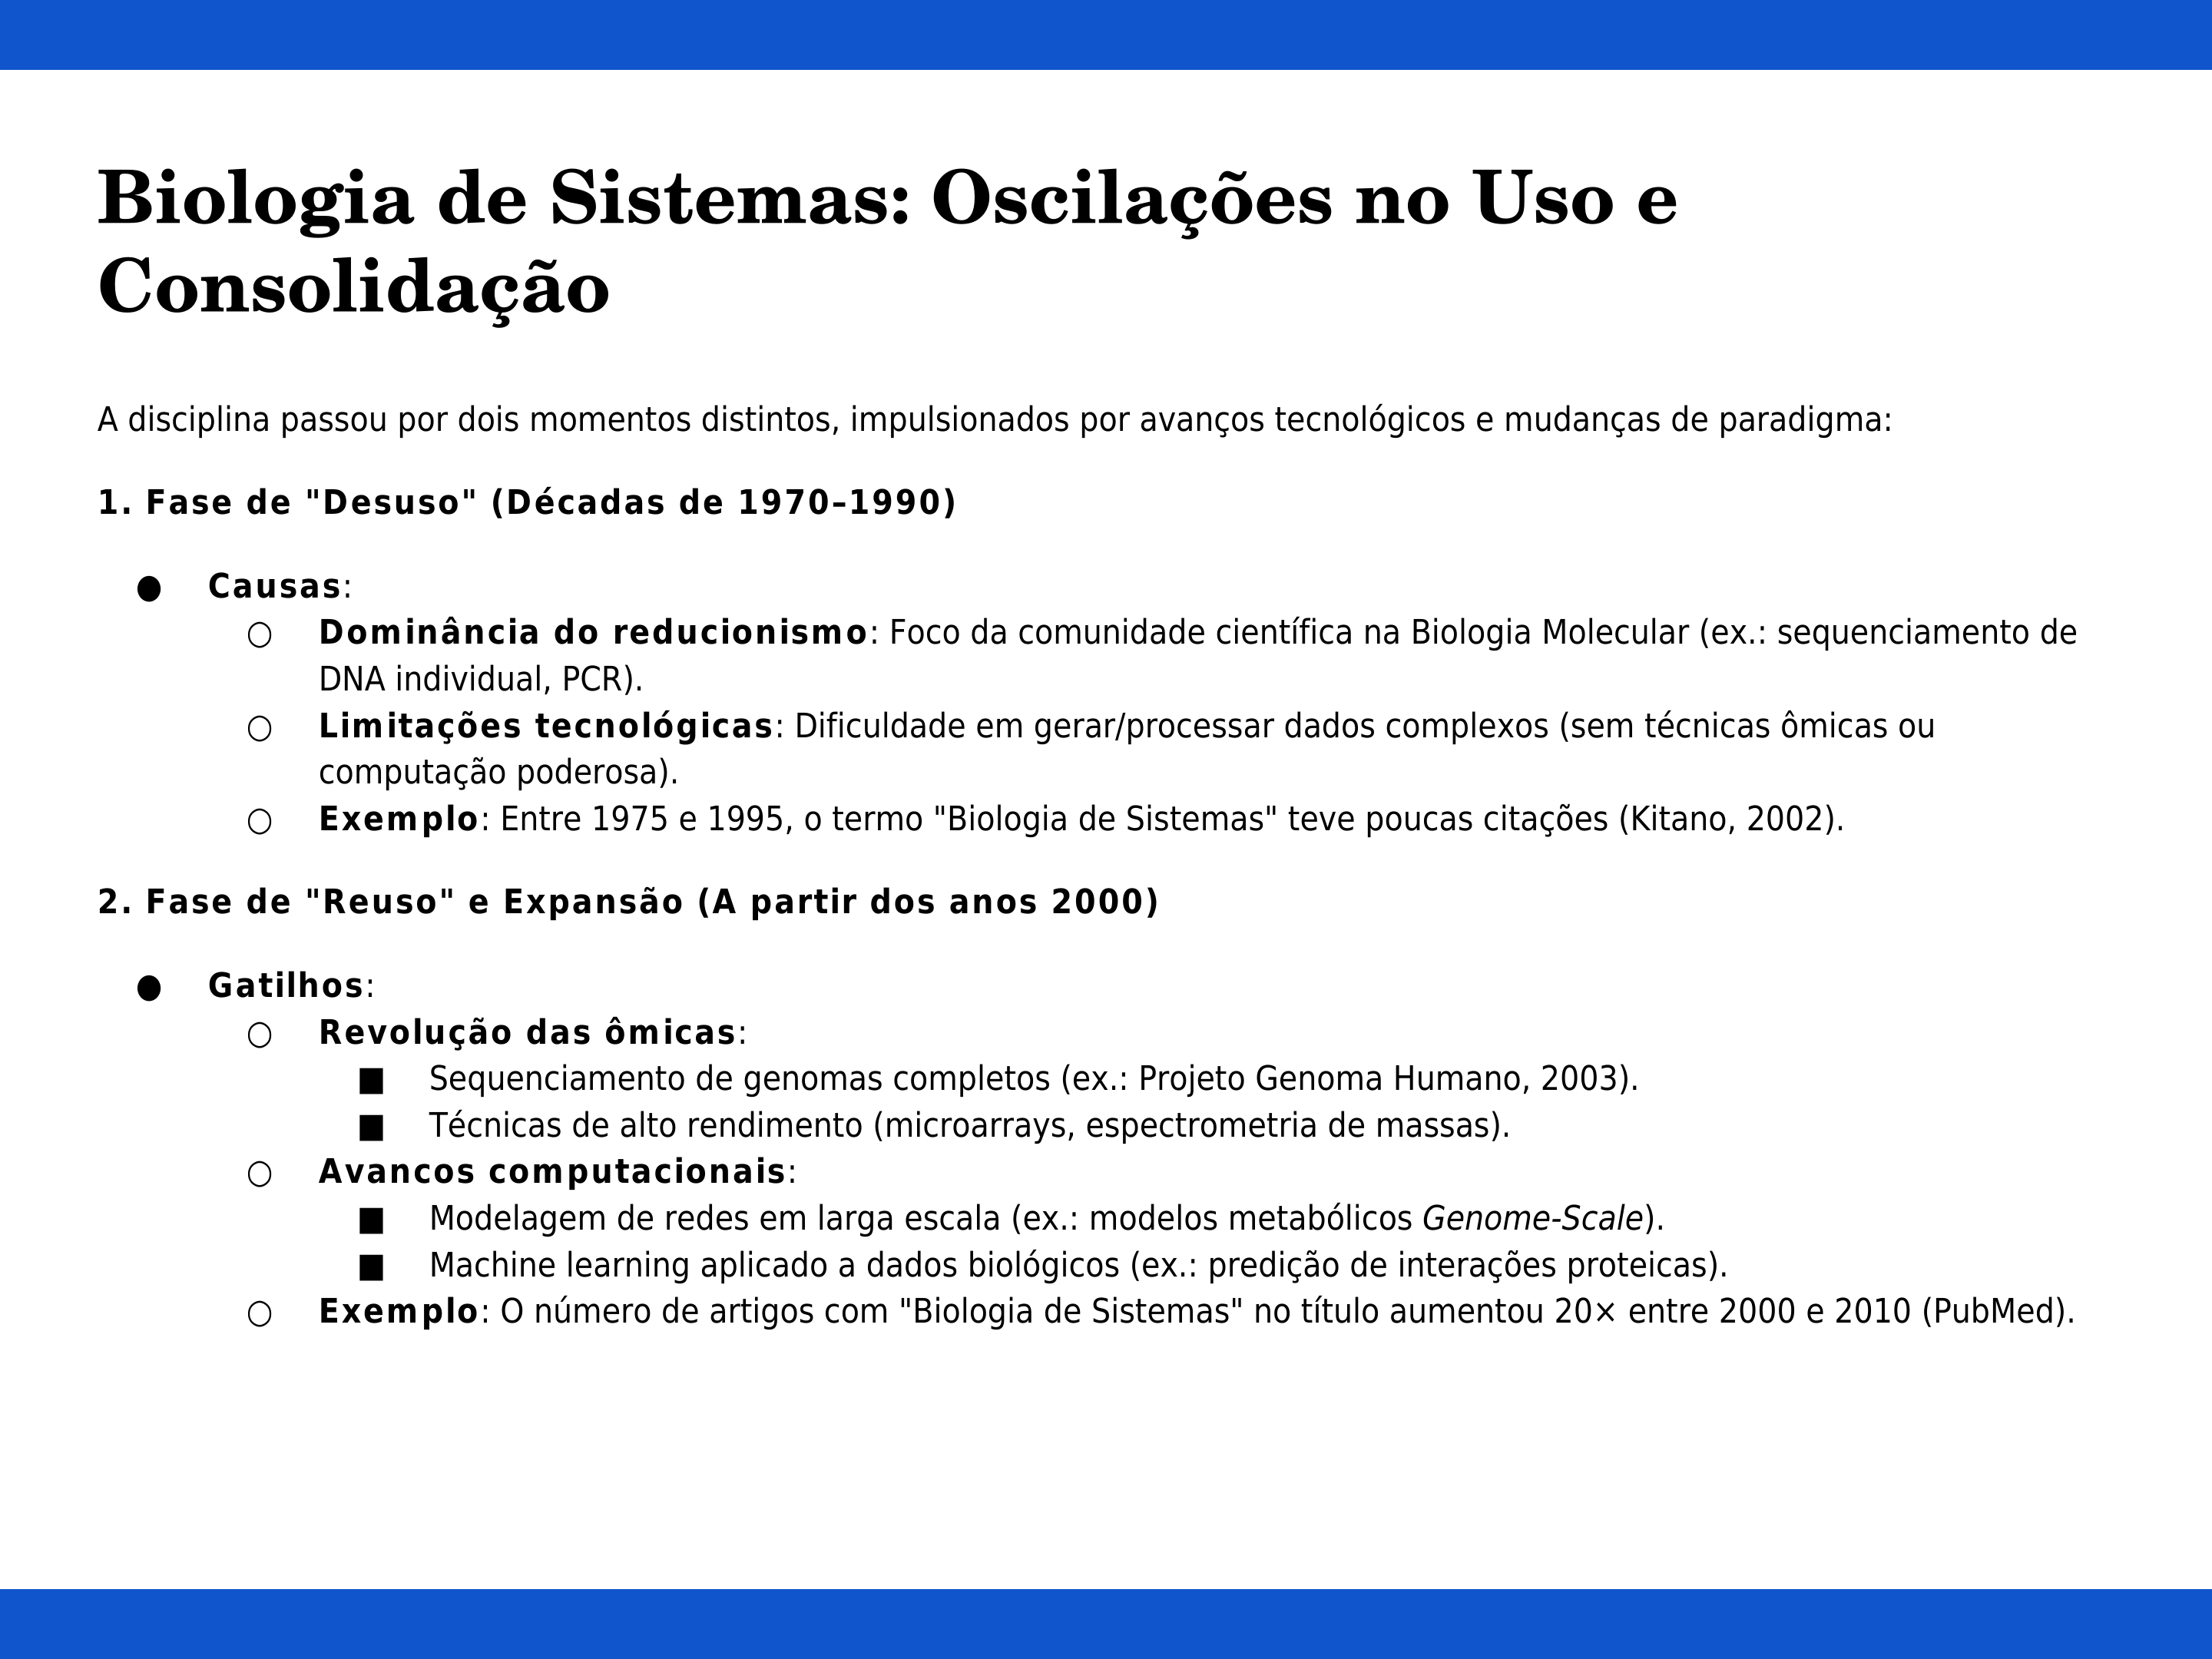 Biologia de Sistemas: Oscilações no Uso e
Consolidação
A disciplina passou por dois momentos distintos, impulsionados por avanços tecnológicos e mudanças de paradigma:
1. Fase de "Desuso" (Décadas de 1970–1990)
● Causas:
○ Dominância do reducionismo: Foco da comunidade científica na Biologia Molecular (ex.: sequenciamento de
DNA individual, PCR).
○ Limitações tecnológicas: Dificuldade em gerar/processar dados complexos (sem técnicas ômicas ou
computação poderosa).
○ Exemplo: Entre 1975 e 1995, o termo "Biologia de Sistemas" teve poucas citações (Kitano, 2002).
2. Fase de "Reuso" e Expansão (A partir dos anos 2000)
● Gatilhos:
○ Revolução das ômicas:
■ Sequenciamento de genomas completos (ex.: Projeto Genoma Humano, 2003).
■ Técnicas de alto rendimento (microarrays, espectrometria de massas).
○ Avancos computacionais:
■ Modelagem de redes em larga escala (ex.: modelos metabólicos Genome-Scale).
■ Machine learning aplicado a dados biológicos (ex.: predição de interações proteicas).
○ Exemplo: O número de artigos com "Biologia de Sistemas" no título aumentou 20× entre 2000 e 2010 (PubMed).